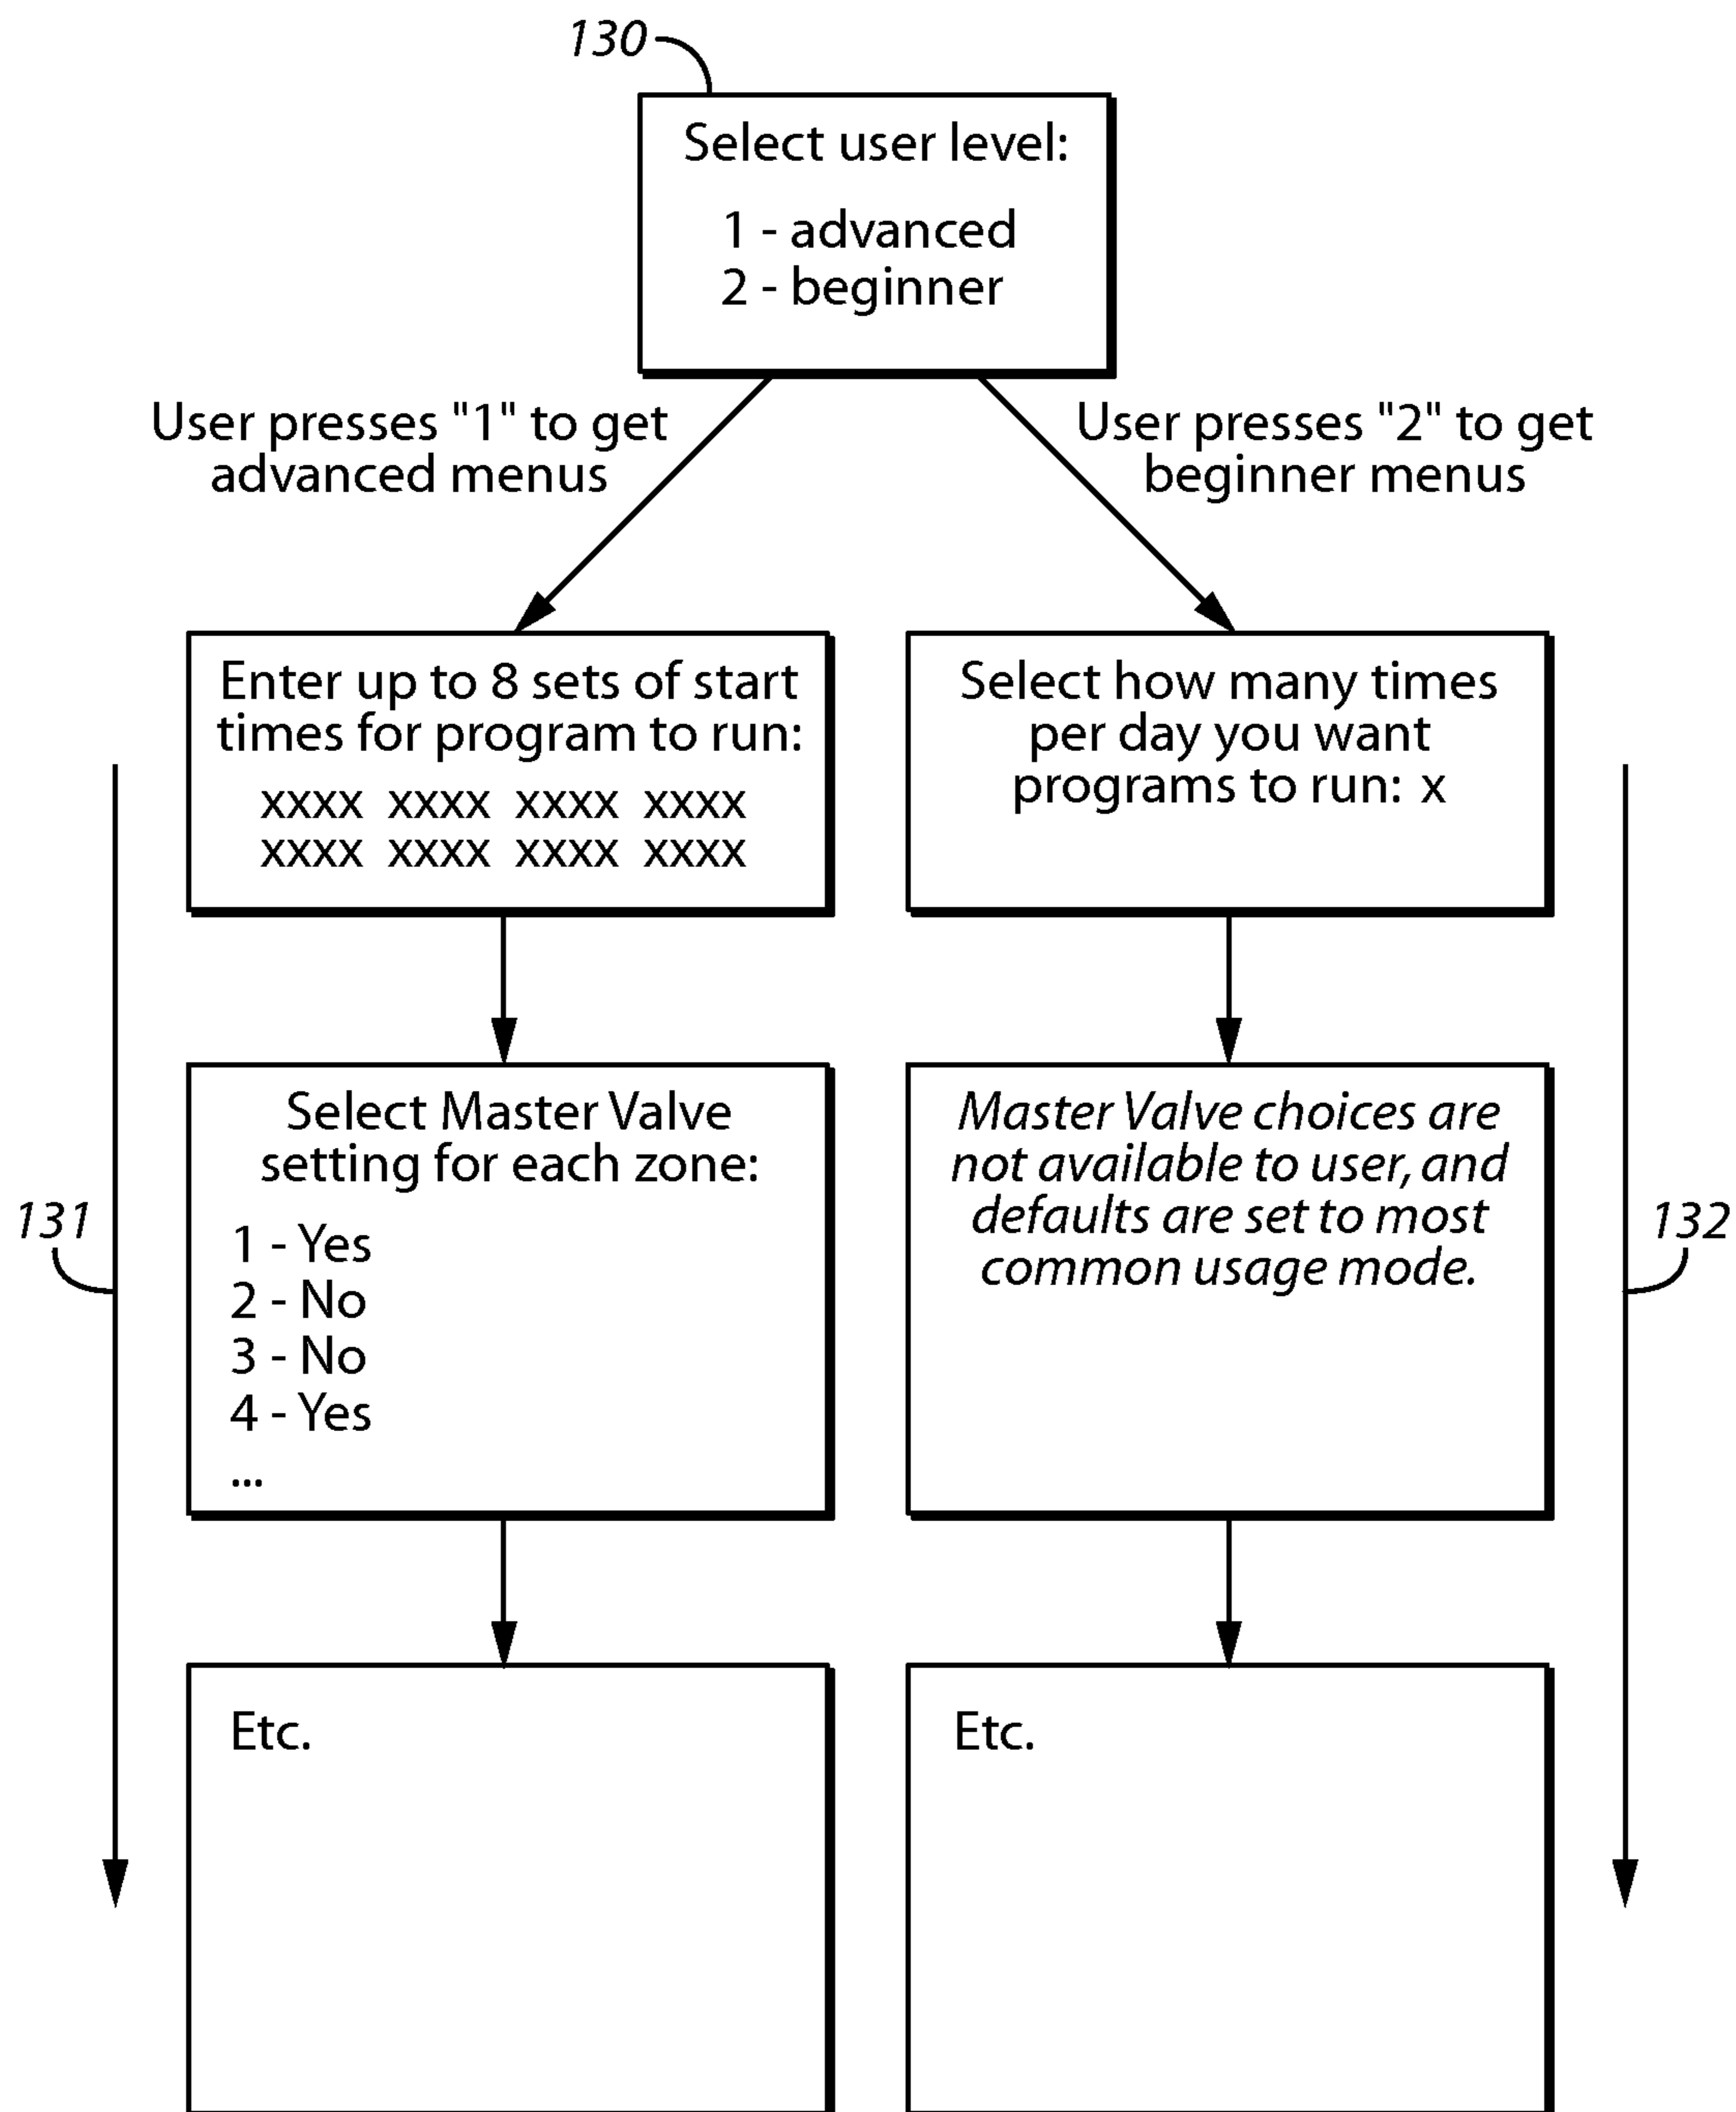 130
Select user level:
1 - advanced
2 - beginner
User presses "1" to get
advanced menus
User presses "2" to get
beginner menus
Enter up to 8 sets of start
times for program to run:
xxxx xxxx xxxx xxxx
xxxx xxxx xxxx xxxx
Select how many times
per day you want
programs to run: x
Select Master Valve
setting for each zone:
1 - Yes
2 - No
3 - No
4 - Yes
...
Master Valve choices are
not available to user, and
defaults are set to most
common usage mode.
131
132
Etc.
Etc.